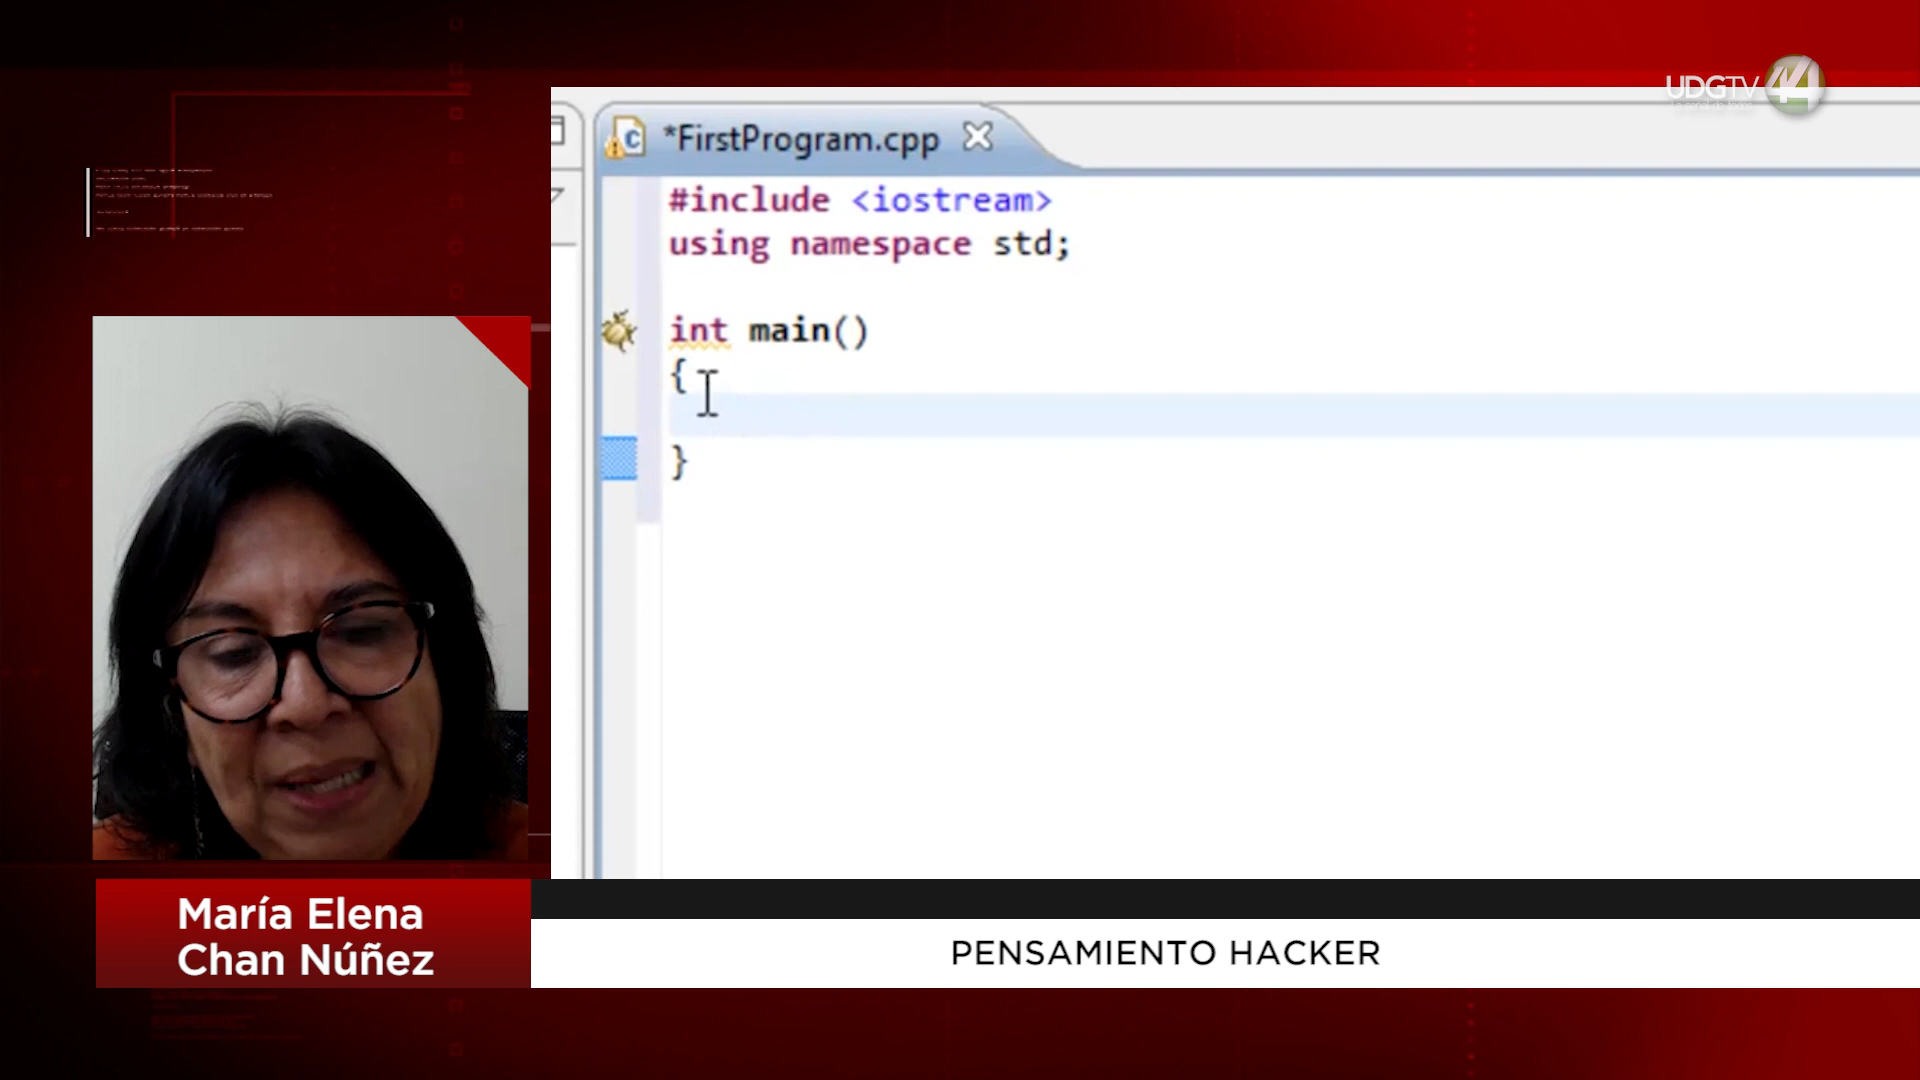 UDGTV 44
*FirstProgram.cpp
#include <iostream>
using namespace std;
int main()
{
}
María Elena
Chan Núñez
PENSAMIENTO HACKER